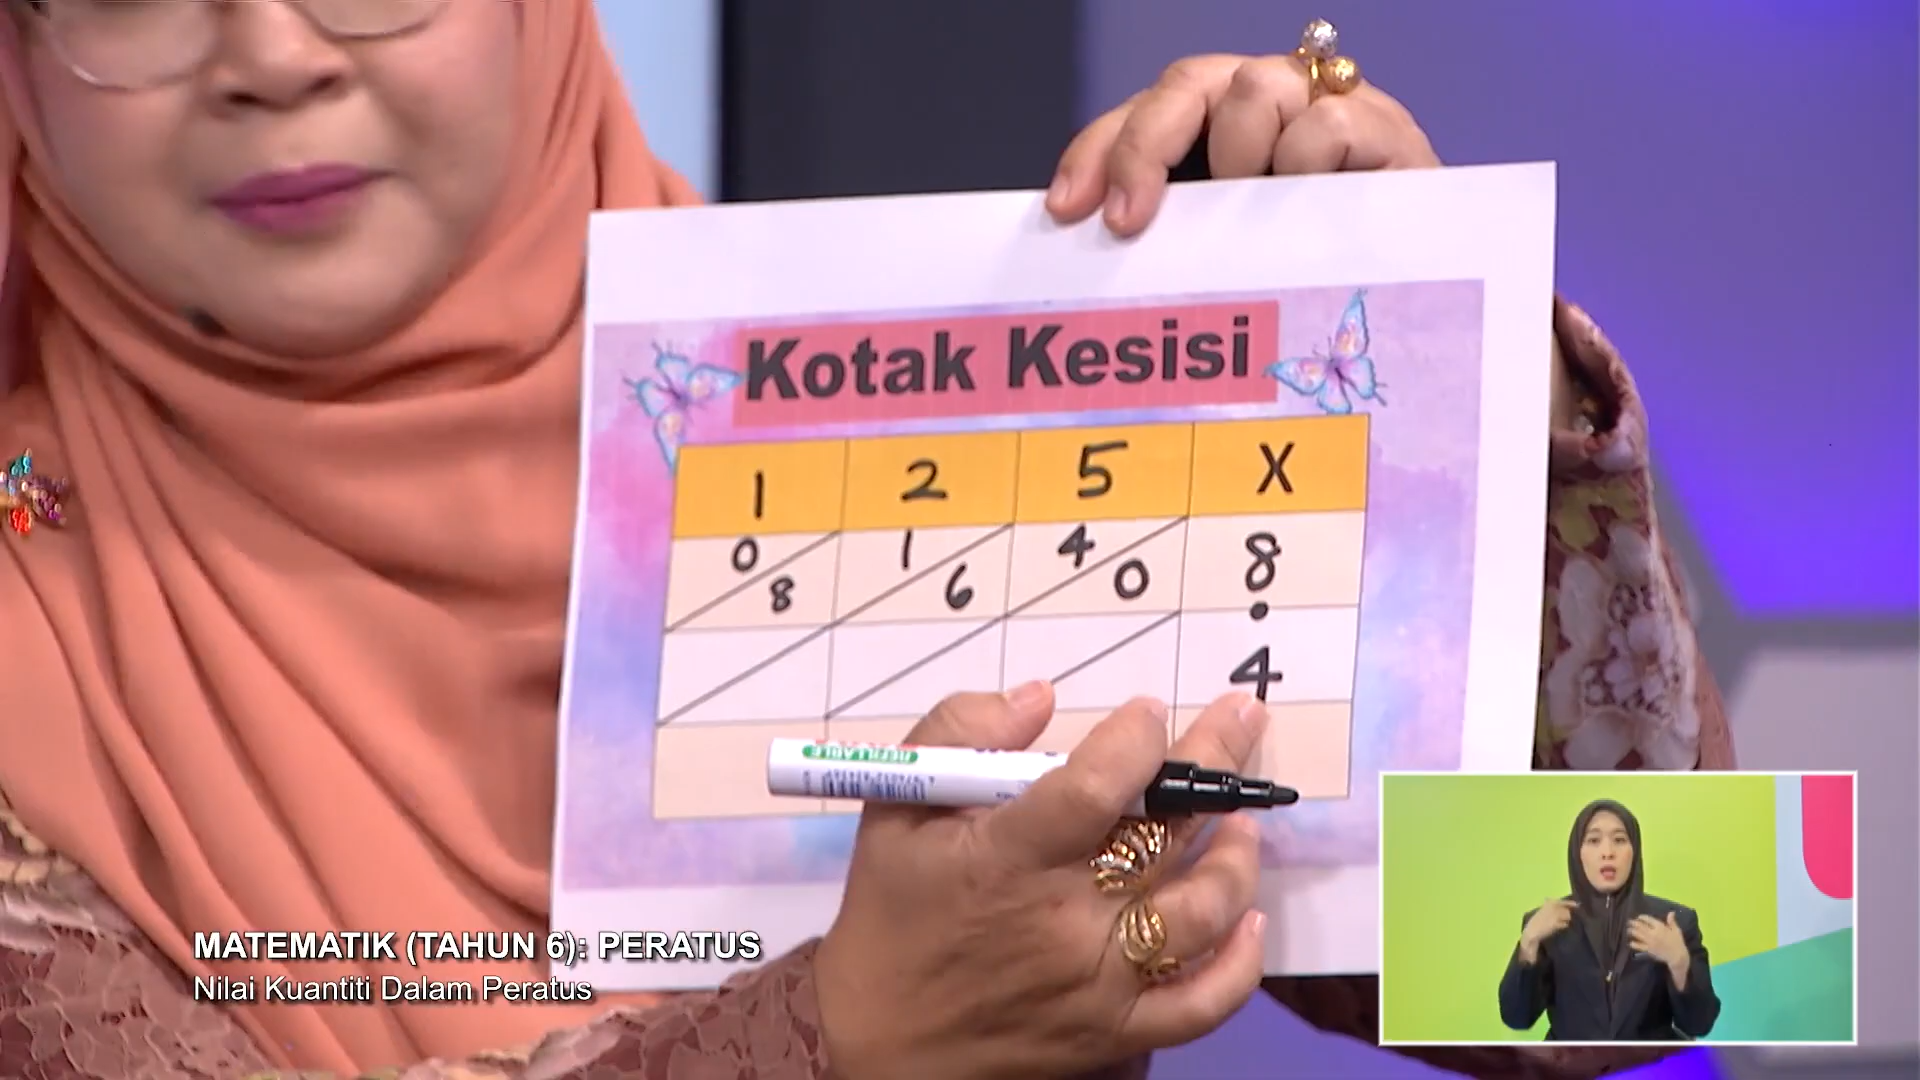 Kotak Kesisi
1 2 5 X
0 8 1 6 4 0 8
. 4
REFILLABLE
MATEMATIK (TAHUN 6): PERATUS
Nilai Kuantiti Dalam Peratus